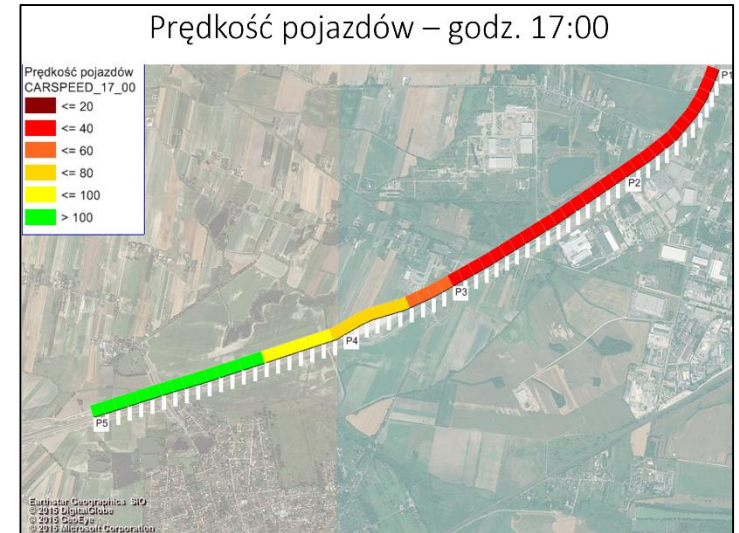 Prędkość pojazdów – godz. 17:00
Prędkość pojazdów
CARSPEED_17_00
<= 20
<= 40
<= 60
<= 80
<= 100
> 100
P1
P2
P3
P4
P5
Earthstar Geographics SIO
© 2015 DigitalGlobe
© 2015 GeoEye
© 2015 Microsoft Corporation